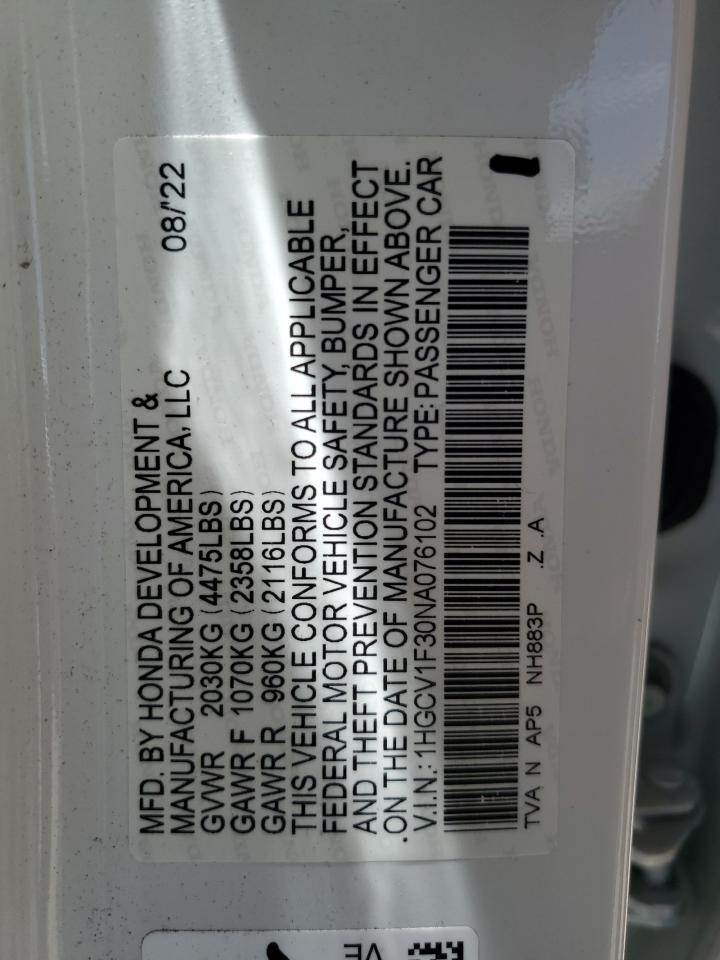 MFD. BY HONDA DEVELOPMENT &
MANUFACTURING OF AMERICA, LLC 08/'22
GVWR 2030KG (4475LBS)
GAWR F 1070KG (2358LBS)
GAWR R 960KG (2116LBS)
THIS VEHICLE CONFORMS TO ALL APPLICABLE
FEDERAL MOTOR VEHICLE SAFETY, BUMPER,
AND THEFT PREVENTION STANDARDS IN EFFECT
.ON THE DATE OF MANUFACTURE SHOWN ABOVE.
V.I.N.: 1HGCV1F30NA076102 TYPE: PASSENGER CAR
TVA N AP5 NH883P .Z .A
VE